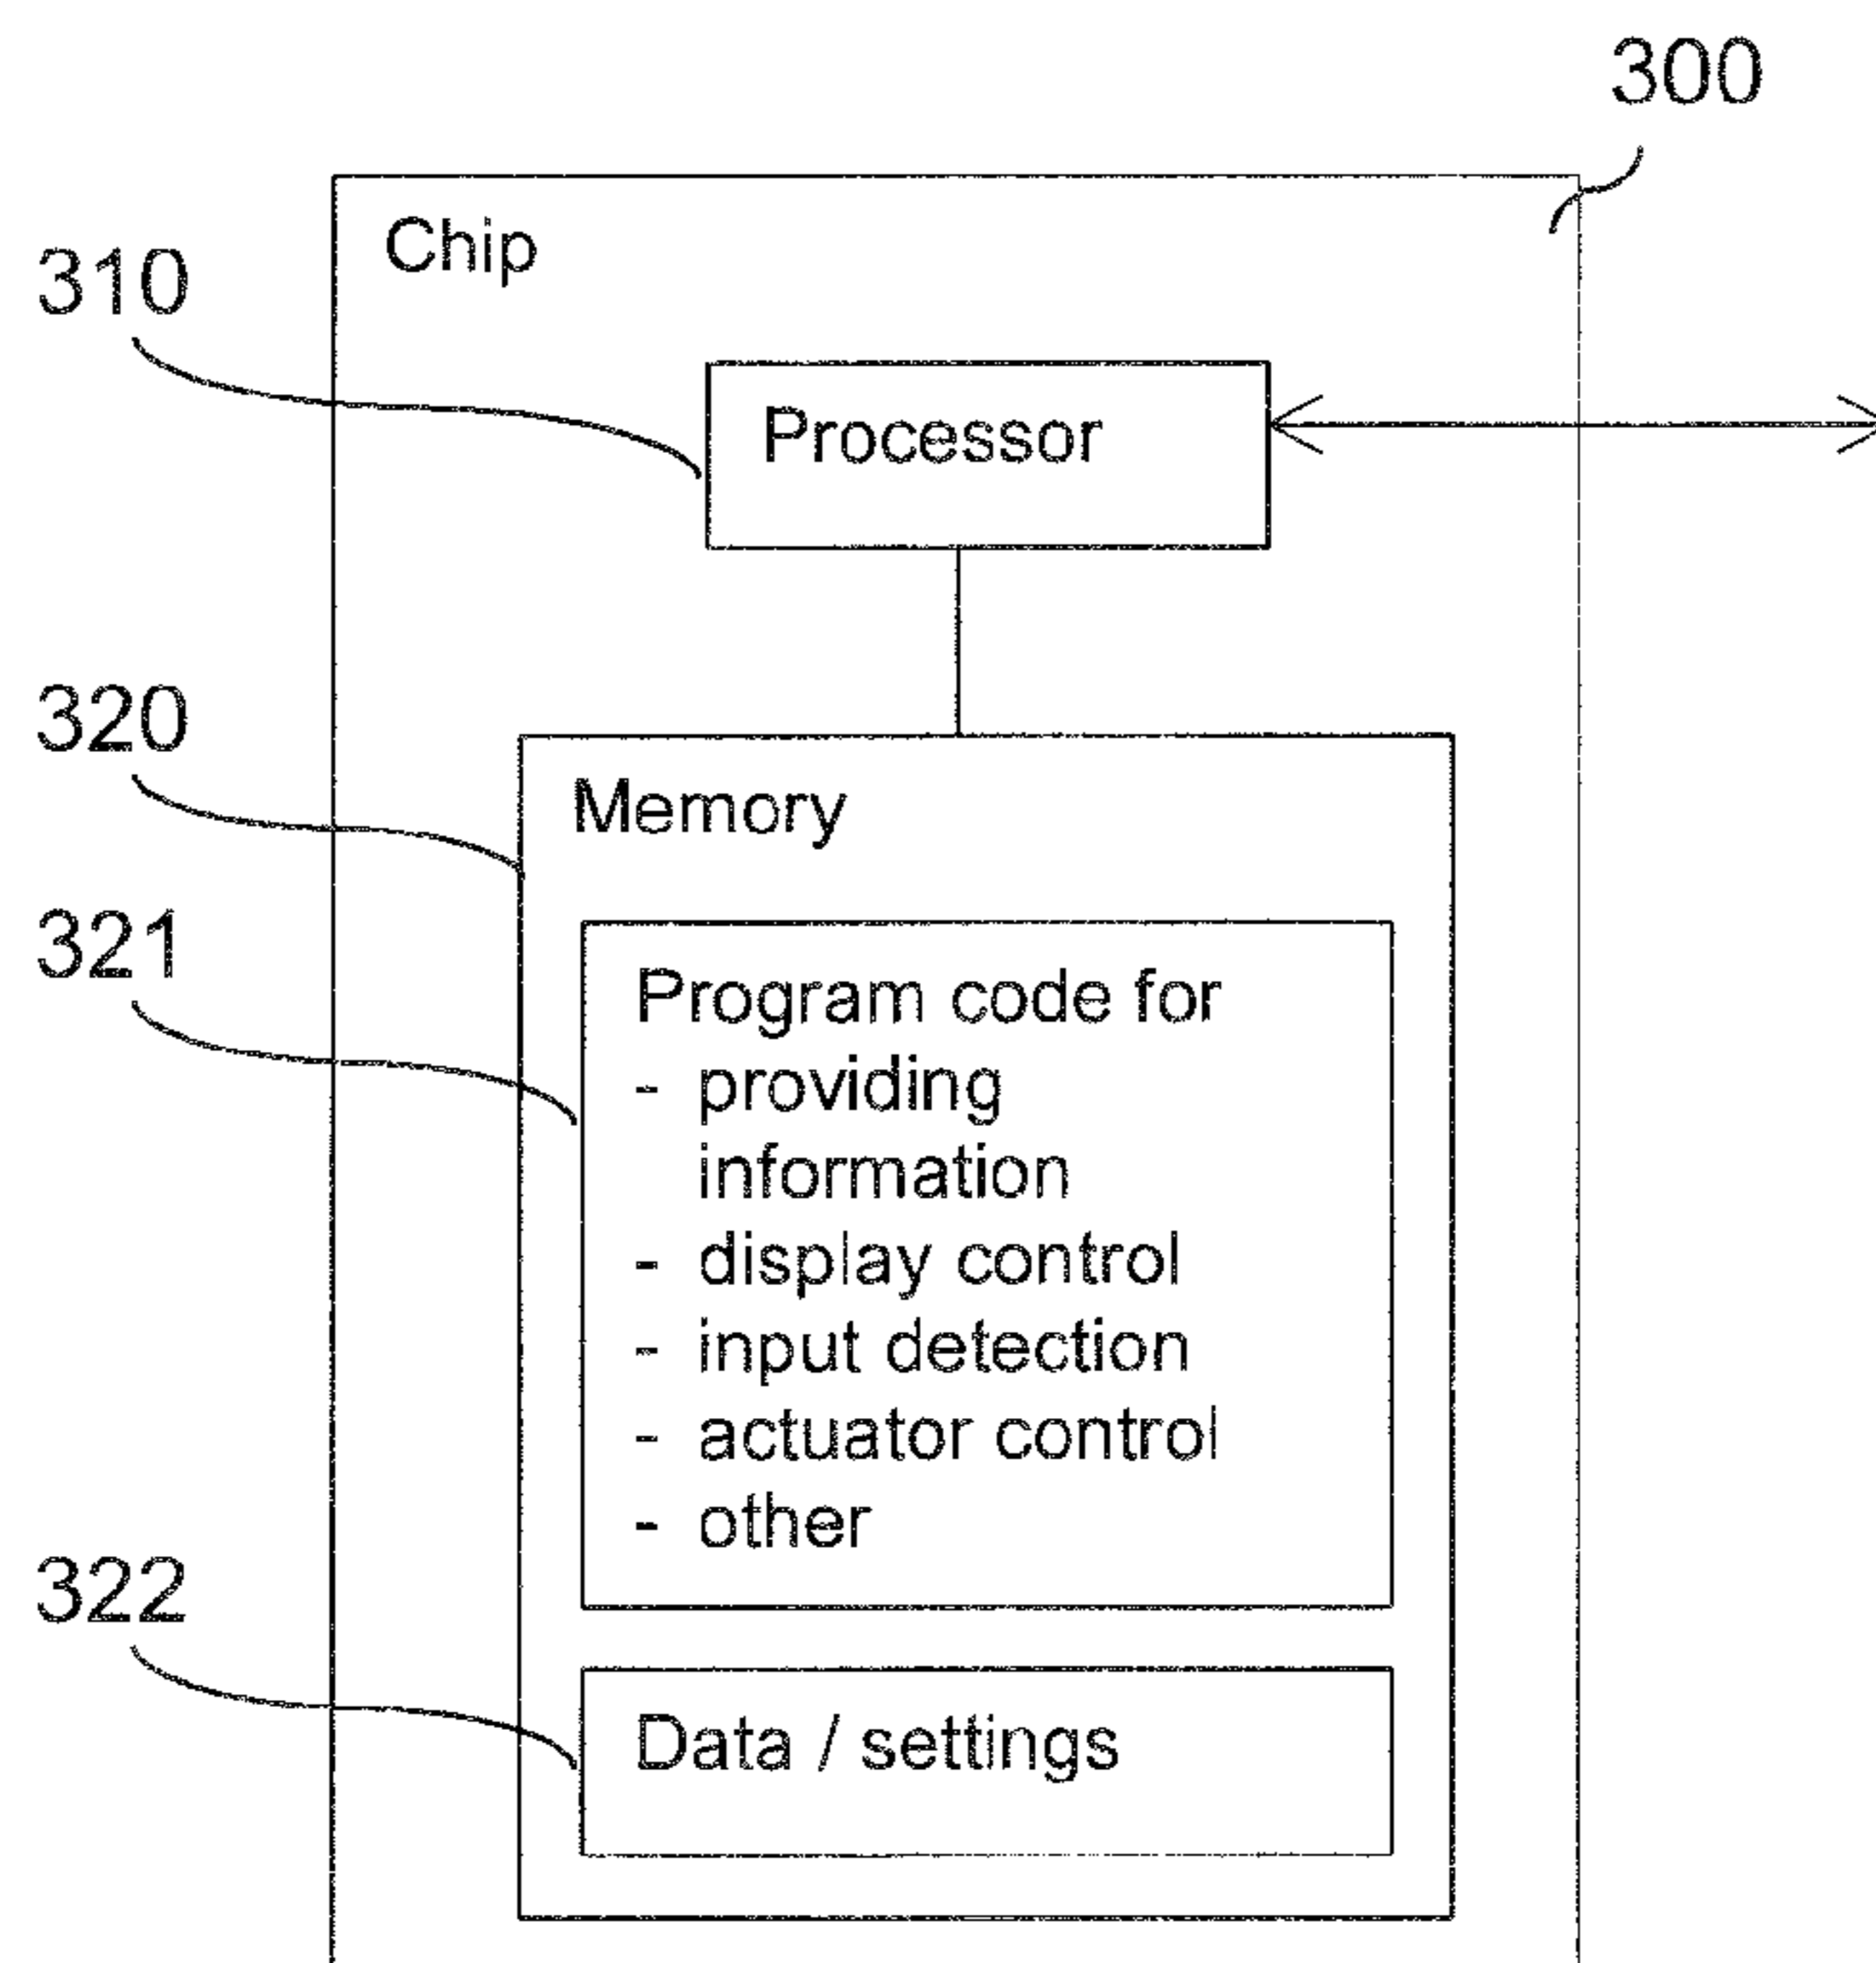 300
Chip
310
Processor
320
Memory
321
Program code for
- providing
information
- display control
- input detection
- actuator control
- other
322
Data / settings